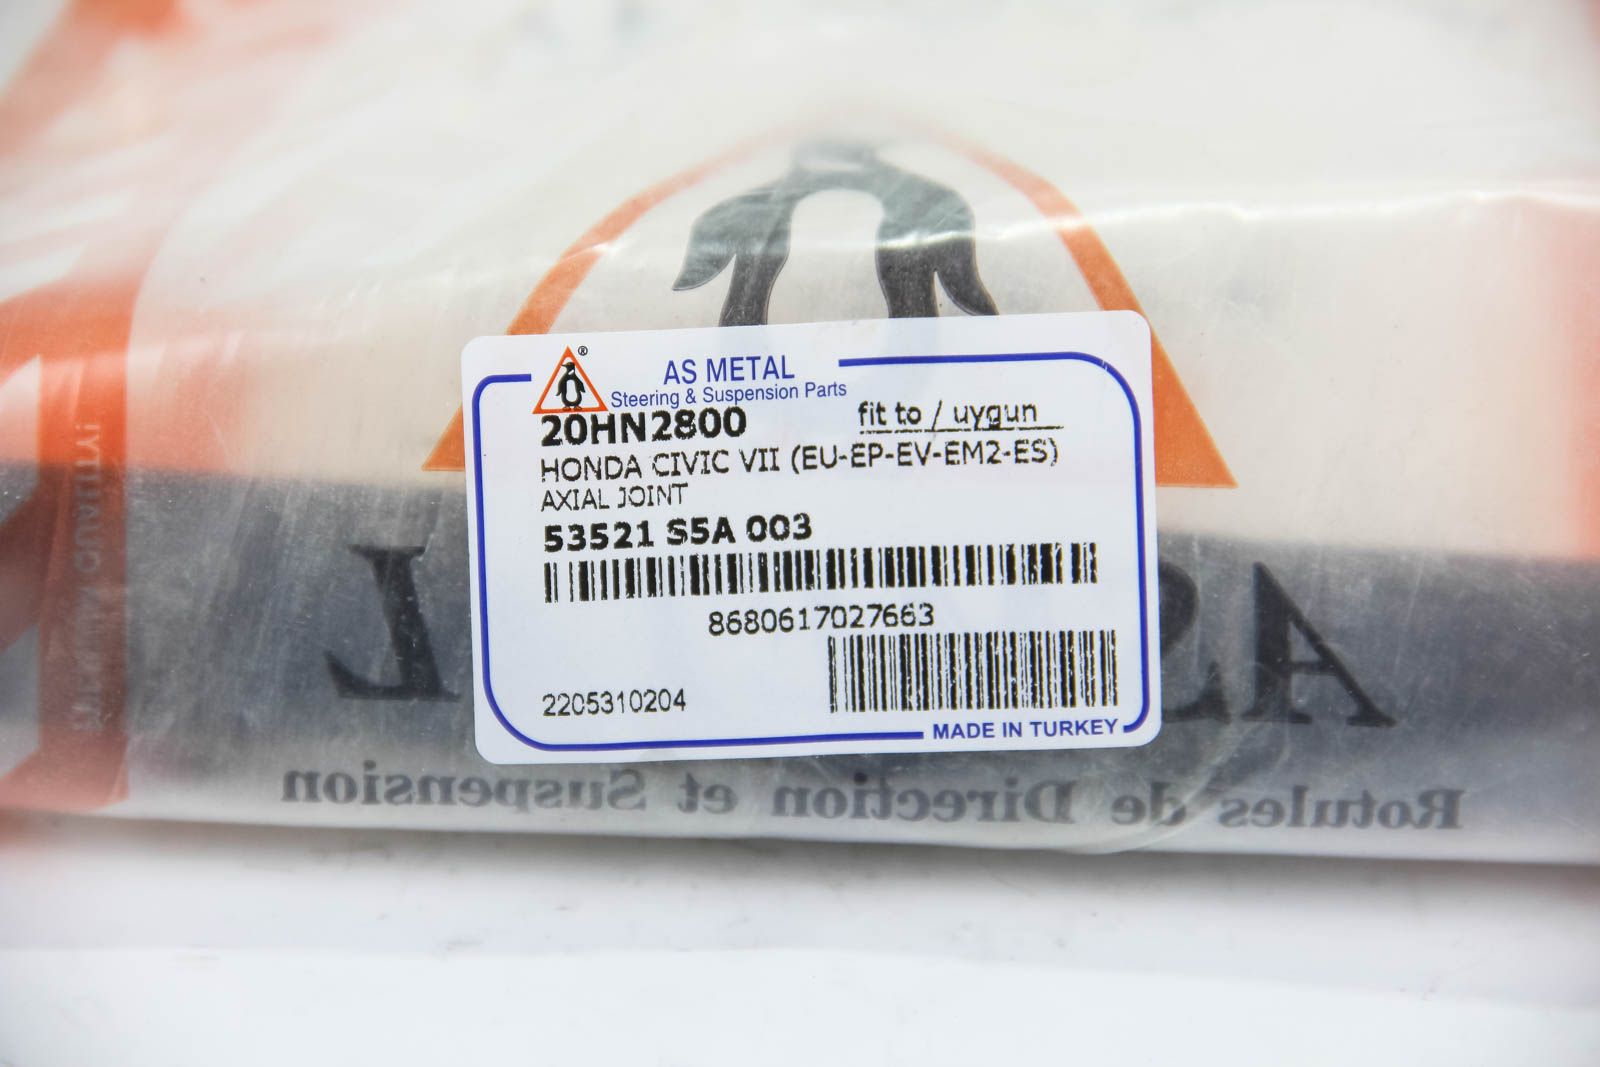 ®
AS METAL
Steering & Suspension Parts
20HN2800
fit to / uygun
HONDA CIVIC VII (EU-EP-EV-EM2-ES)
AXIAL JOINT
53521 S5A 003
8680617027663
2205310204
MADE IN TURKEY
Rotules de Direction et Suspension